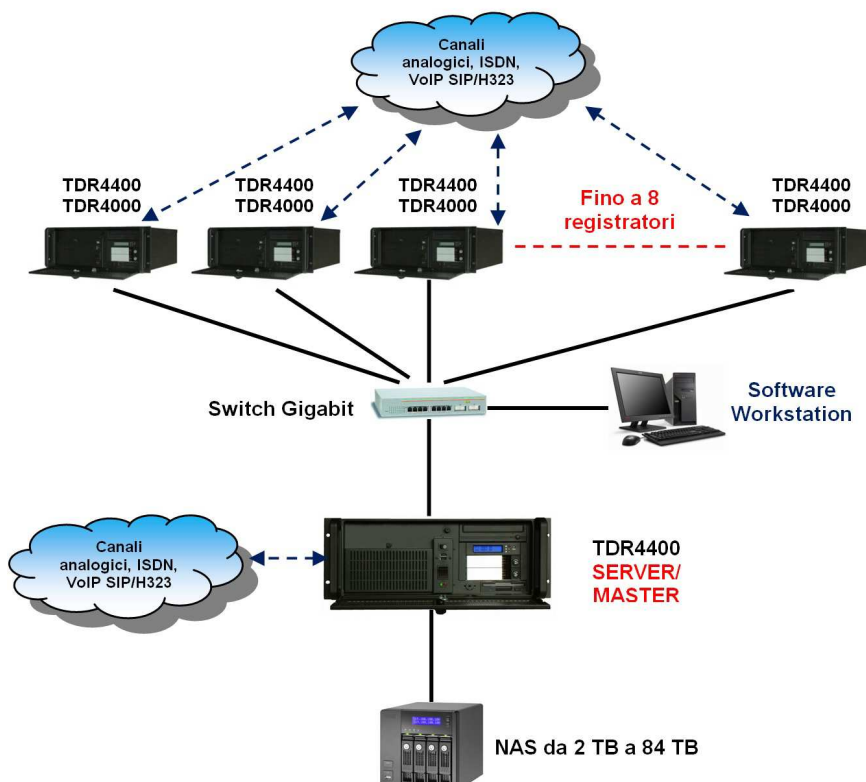 Canali
analogici, ISDN,
VoIP SIP/H323
TDR4400
TDR4000
TDR4400
TDR4000
TDR4400
TDR4000
Fino a 8
registratori
TDR4400
TDR4000
Switch Gigabit
Software
Workstation
Canali
analogici, ISDN,
VoIP SIP/H323
TDR4400
SERVER/
MASTER
NAS da 2 TB a 84 TB